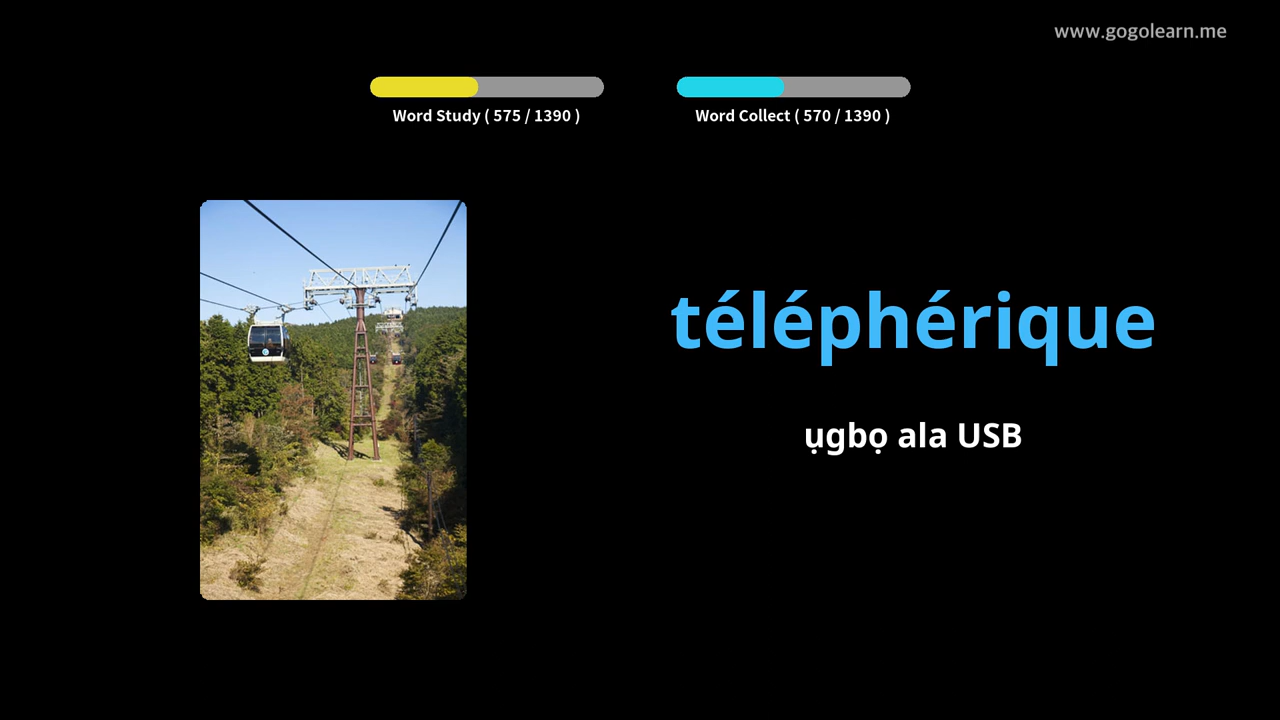 www.gogolearn.me
Word Study ( 575 / 1390 )
Word Collect ( 570 / 1390 )
téléphérique
ụgbọ ala USB